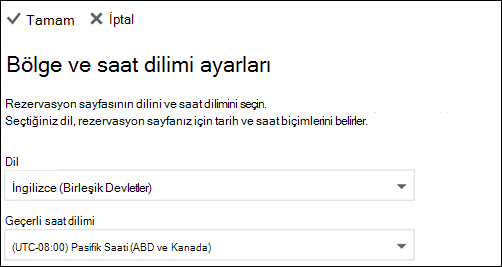 Tamam İptal
Bölge ve saat dilimi ayarları
Rezervasyon sayfasının dilini ve saat dilimini seçin.
Seçtiğiniz dil, rezervasyon sayfanız için tarih ve saat biçimlerini belirler.
Dil
İngilizce (Birleşik Devletler)
Geçerli saat dilimi
(UTC-08:00) Pasifik Saati (ABD ve Kanada)